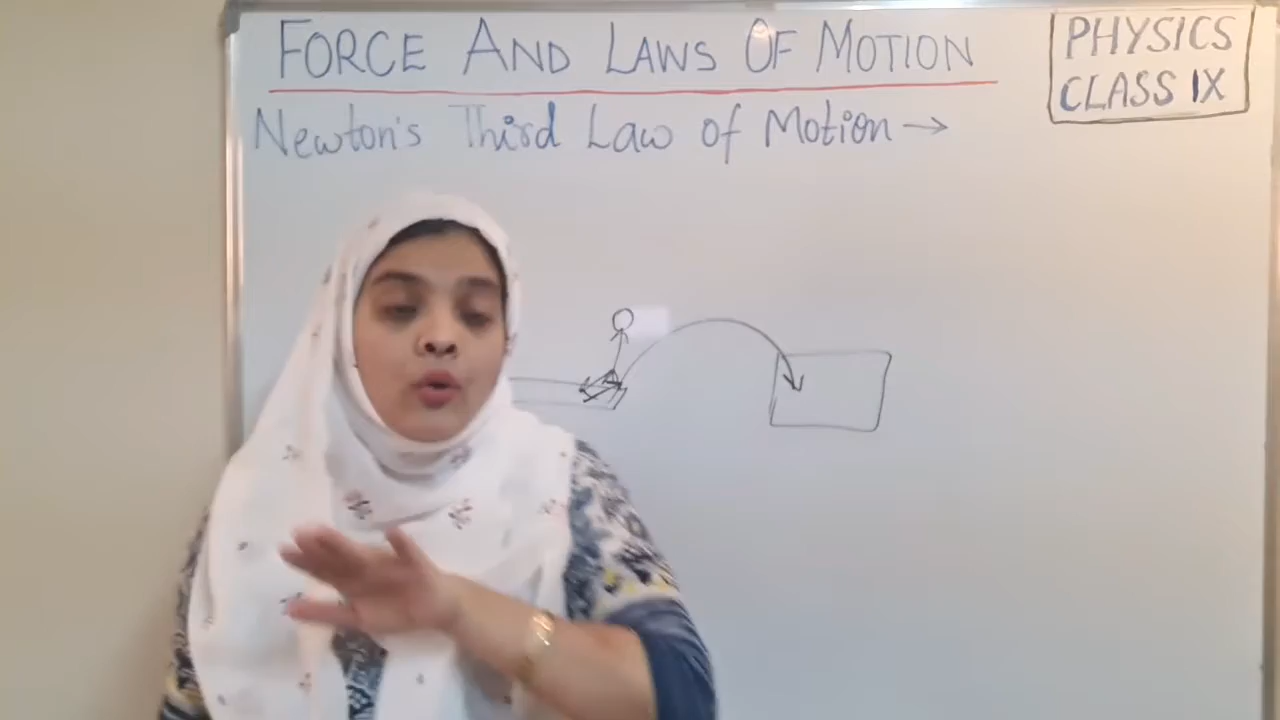 FORCE AND LAWS OF MOTION
PHYSICS
CLASS IX
Newton's Third Law of Motion →